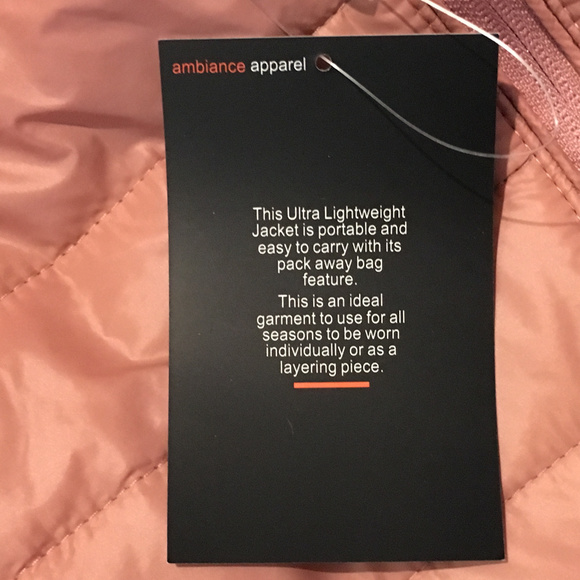 ambiance apparel
This Ultra Lightweight
Jacket is portable and
easy to carry with its
pack away bag
feature.
This is an ideal
garment to use for all
seasons to be worn
individually or as a
layering piece.